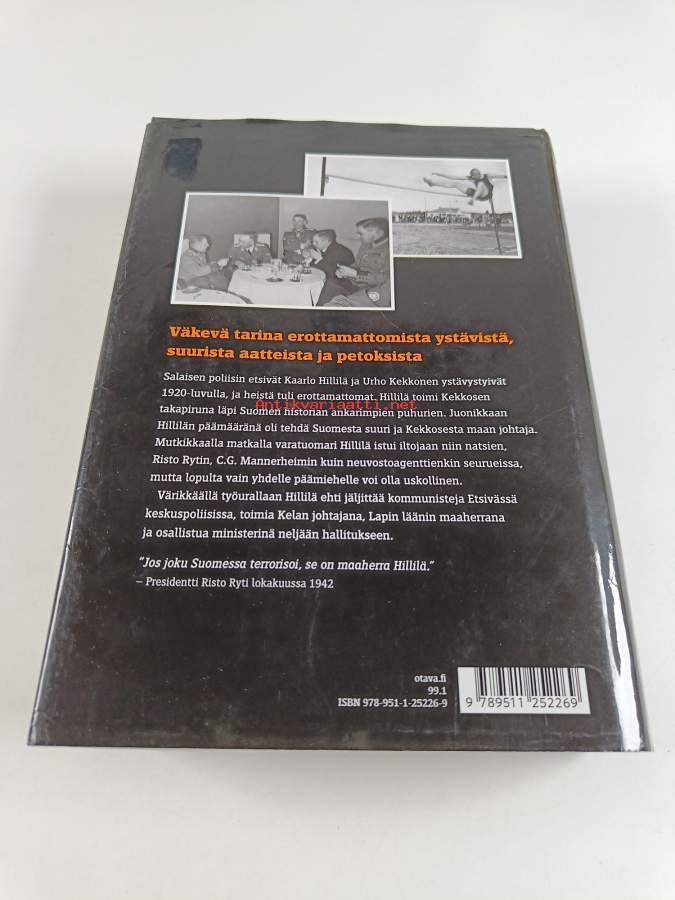 Väkevä tarina erottamattomista ystävistä,
suurista aatteista ja petoksista
Salaisen poliisin etsivät Kaarlo Hillilä ja Urho Kekkonen ystävystyivät
1920-luvulla, ja heistä tuli erottamattomat. Hillilä toimi Kekkosen
Antikvariaatti.net
takapiruna läpi Suomen historian ankarimpien puhurien. Juonikkaan
Hillilän päämääränä oli tehdä Suomesta suuri ja Kekkosesta maan johtaja.
Mutkikkaalla matkalla varatuomari Hillilä istui iltojaan niin natsien,
Risto Rytin, C.G. Mannerheimin kuin neuvostoagenttienkin seurueissa,
mutta lopulta vain yhdelle päämiehelle voi olla uskollinen.
Värikkäällä työurallaan Hillilä ehti jäljittää kommunisteja Etsivässä
keskuspoliisissa, toimia Kelan johtajana, Lapin läänin maaherrana
ja osallistua ministerinä neljään hallitukseen.
"Jos joku Suomessa terrorisoi, se on maaherra Hillilä."
– Presidentti Risto Ryti lokakuussa 1942
otava.fi
99.1
ISBN 978-951-1-25226-9
9 789511 252269